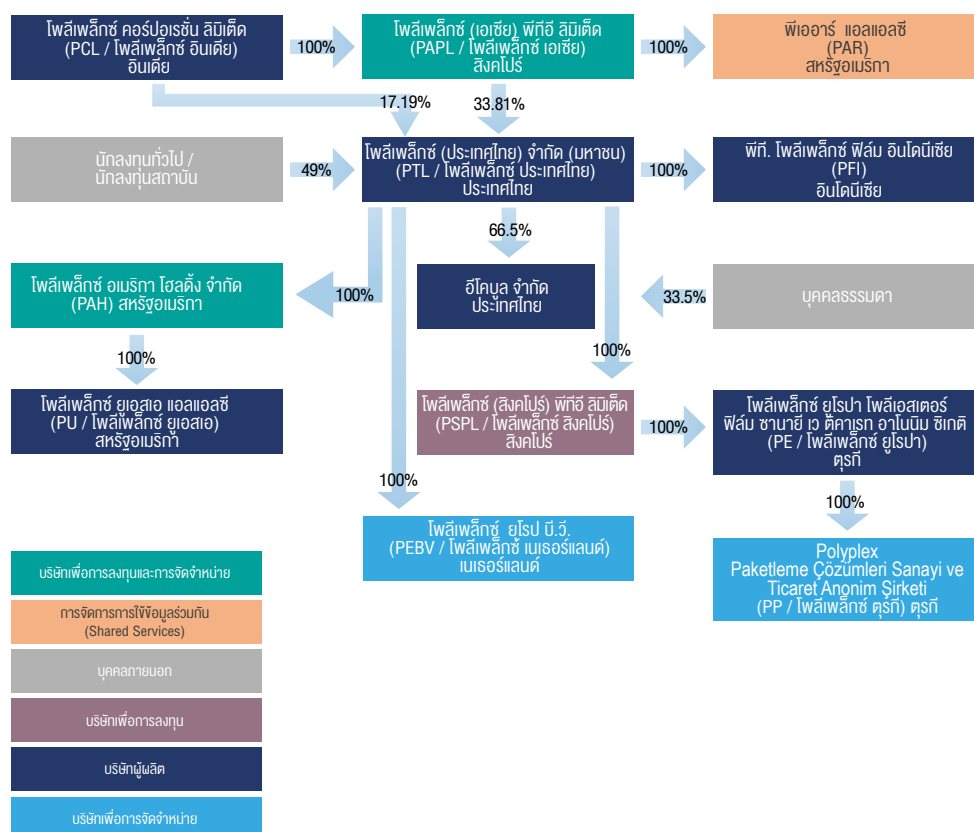 โพลีเพล็กซ์ คอร์ปอเรชั่น ลิมิเต็ด
(PCL / โพลีเพล็กซ์ อินเดีย)
อินเดีย
100%
โพลีเพล็กซ์ (เอเชีย) พีทีอี ลิมิเต็ด
(PAPL / โพลีเพล็กซ์ เอเชีย)
สิงคโปร์
100%
พีเออาร์ แอลแอลซี
(PAR)
สหรัฐอเมริกา
17.19%
33.81%
นักลงทุนทั่วไป /
นักลงทุนสถาบัน
49%
โพลีเพล็กซ์ (ประเทศไทย) จำกัด (มหาชน)
(PTL / โพลีเพล็กซ์ ประเทศไทย)
ประเทศไทย
100%
พีที. โพลีเพล็กซ์ ฟิล์ม อินโดนีเซีย
(PFI)
อินโดนีเซีย
66.5%
โพลีเพล็กซ์ อเมริกา โฮลดิ้ง จำกัด
(PAH) สหรัฐอเมริกา
100%
อีโคบูล จำกัด
ประเทศไทย
33.5%
บุคคลธรรมดา
100%
100%
โพลีเพล็กซ์ ยูเอสเอ แอลแอลซี
(PU / โพลีเพล็กซ์ ยูเอสเอ)
สหรัฐอเมริกา
โพลีเพล็กซ์ (สิงคโปร์) พีทีอี ลิมิเต็ด
(PSPL / โพลีเพล็กซ์ สิงคโปร์)
สิงคโปร์
100%
โพลีเพล็กซ์ ยูโรปา โพลีเอสเตอร์
ฟิล์ม ซานายี เว ติคาเรท อาโนนิม ซิเกติ
(PE / โพลีเพล็กซ์ ยูโรปา)
ตุรกี
100%
100%
โพลีเพล็กซ์ ยุโรป บี.วี.
(PEBV / โพลีเพล็กซ์ เนเธอร์แลนด์)
เนเธอร์แลนด์
Polyplex
Paketleme Çözümleri Sanayi ve
Ticaret Anonim Şirketi
(PP / โพลีเพล็กซ์ ตุรกี) ตุรกี
บริษัทเพื่อการลงทุนและการจัดจำหน่าย
การจัดการการใช้ข้อมูลร่วมกัน
(Shared Services)
บุคคลภายนอก
บริษัทเพื่อการลงทุน
บริษัทผู้ผลิต
บริษัทเพื่อการจัดจำหน่าย